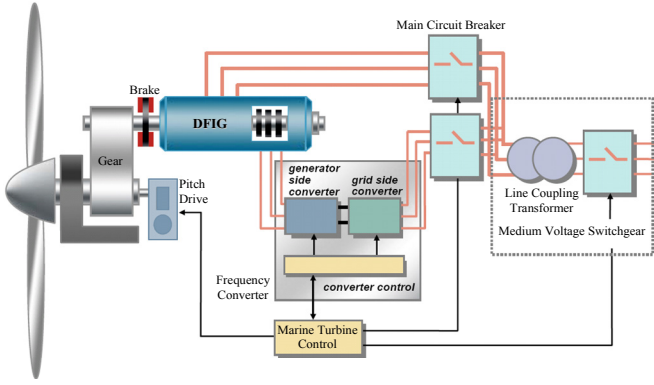 Main Circuit Breaker
Brake
DFIG
Gear
generator
side
converter
grid side
converter
Pitch
Drive
Line Coupling
Transformer
Medium Voltage Switchgear
Frequency
Converter
converter control
Marine Turbine
Control